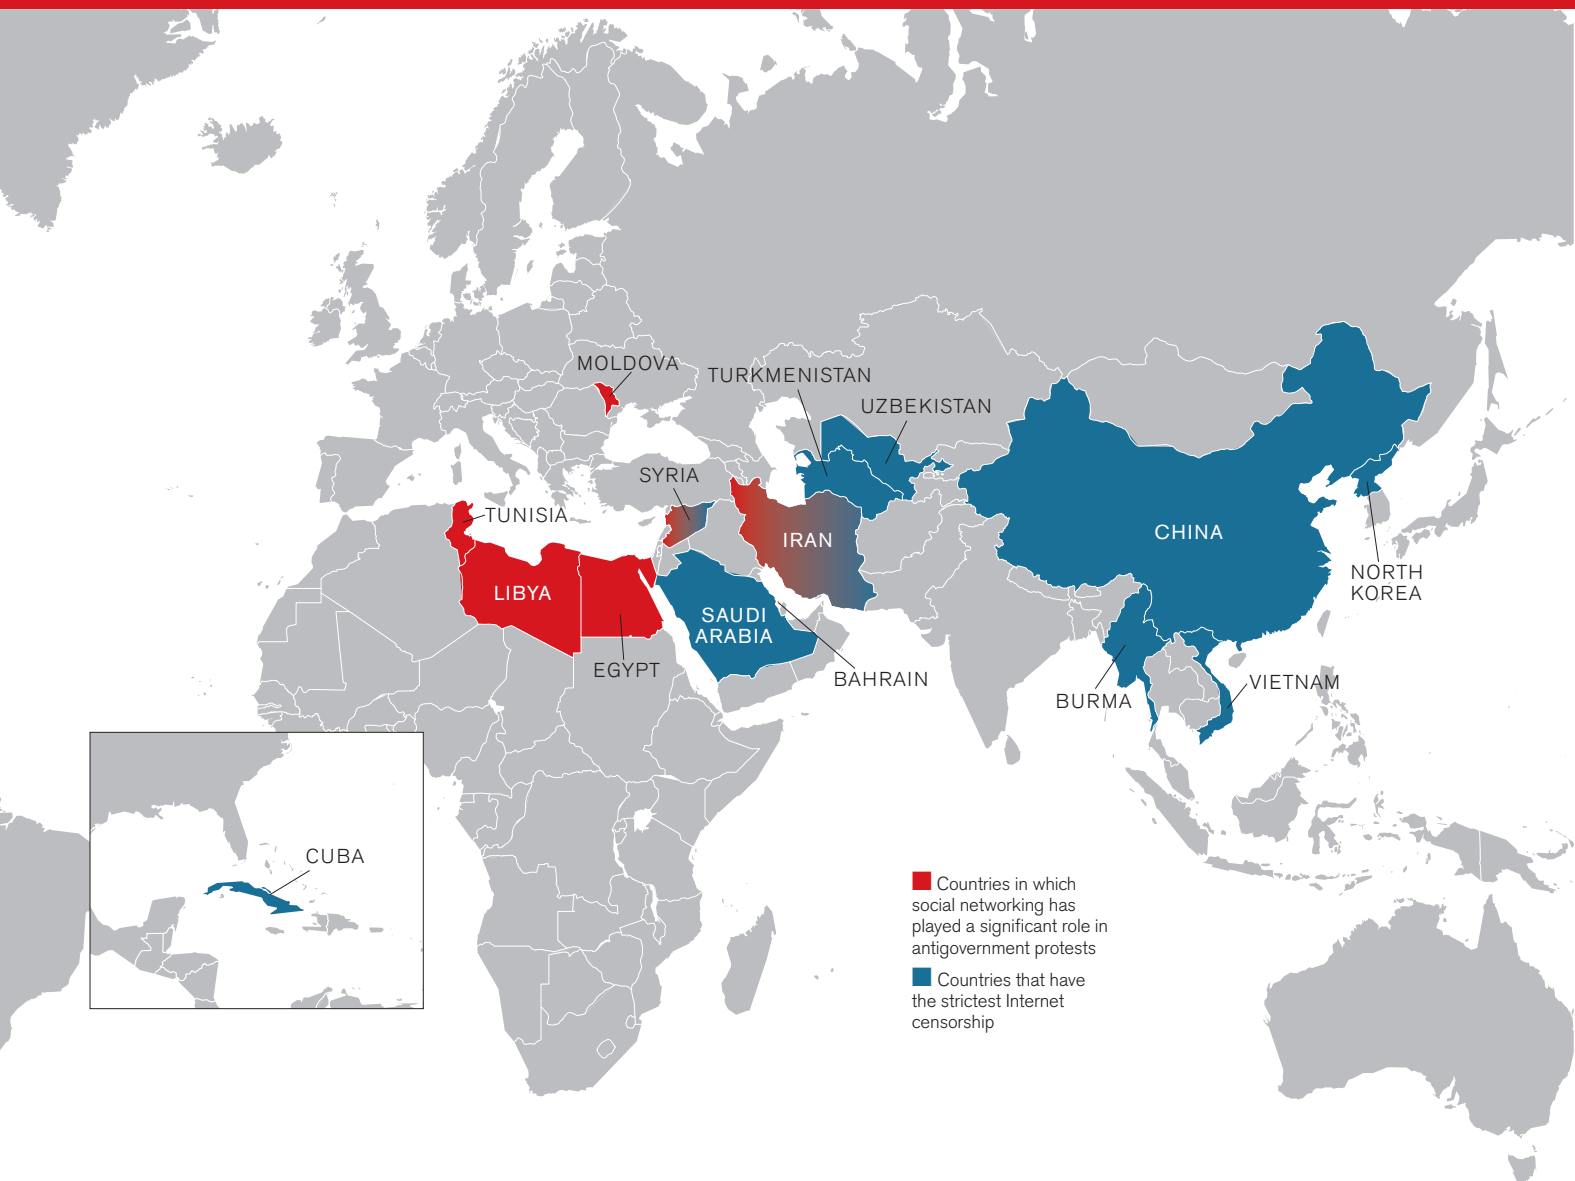 MOLDOVA
TURKMENISTAN
UZBEKISTAN
SYRIA
TUNISIA
IRAN
CHINA
LIBYA
NORTH
KOREA
SAUDI
ARABIA
EGYPT
BAHRAIN
BURMA
VIETNAM
CUBA
Countries in which
social networking has
played a significant role in
antigovernment protests
Countries that have
the strictest Internet
censorship